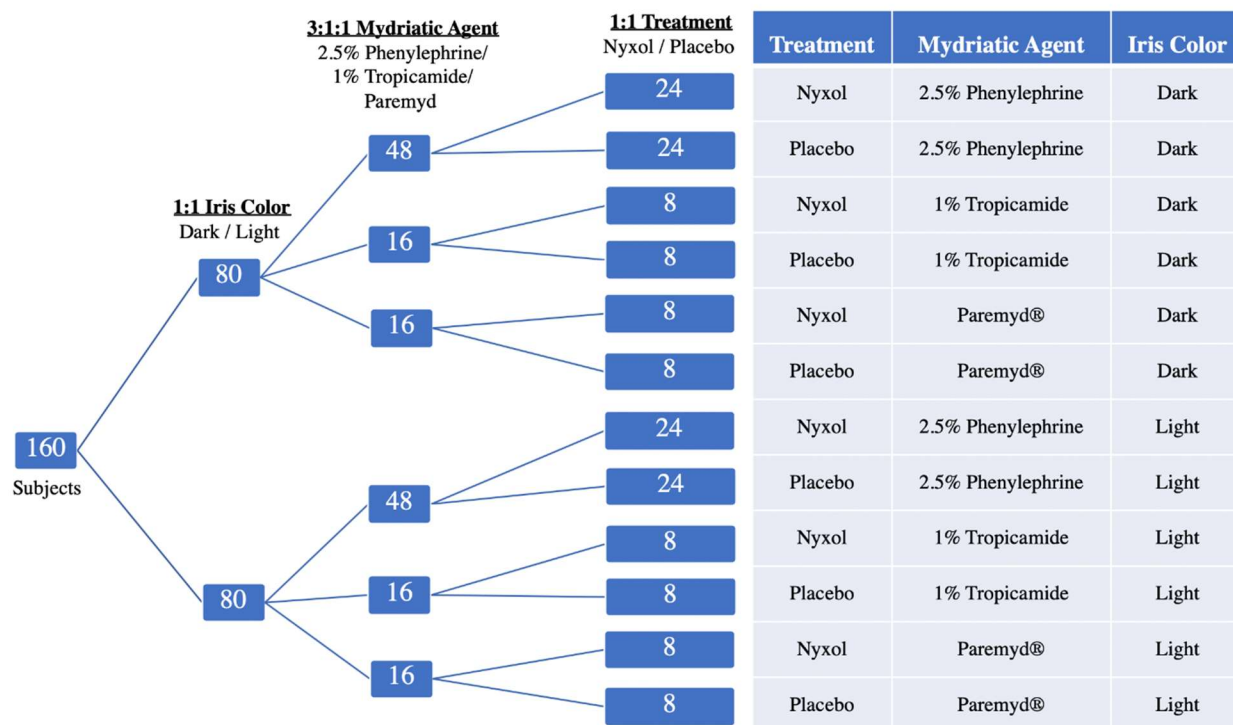 3:1:1 Mydriatic Agent
2.5% Phenylephrine/
1% Tropicamide/
Paremyd
1:1 Treatment
Nyxol / Placebo
1:1 Iris Color
Dark / Light
160
Subjects
80
80
48
16
16
48
16
16
24
24
8
8
8
8
24
24
8
8
8
8
Treatment Mydriatic Agent Iris Color
Nyxol 2.5% Phenylephrine Dark
Placebo 2.5% Phenylephrine Dark
Nyxol 1% Tropicamide Dark
Placebo 1% Tropicamide Dark
Nyxol Paremyd® Dark
Placebo Paremyd® Dark
Nyxol 2.5% Phenylephrine Light
Placebo 2.5% Phenylephrine Light
Nyxol 1% Tropicamide Light
Placebo 1% Tropicamide Light
Nyxol Paremyd® Light
Placebo Paremyd® Light